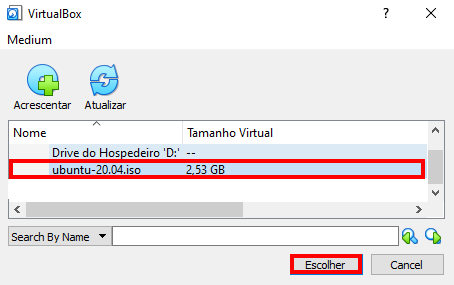 VirtualBox
Medium
Acrescentar Atualizar
Nome Tamanho Virtual
Drive do Hospedeiro 'D:' --
ubuntu-20.04.iso 2,53 GB
Search By Name
Escolher Cancel